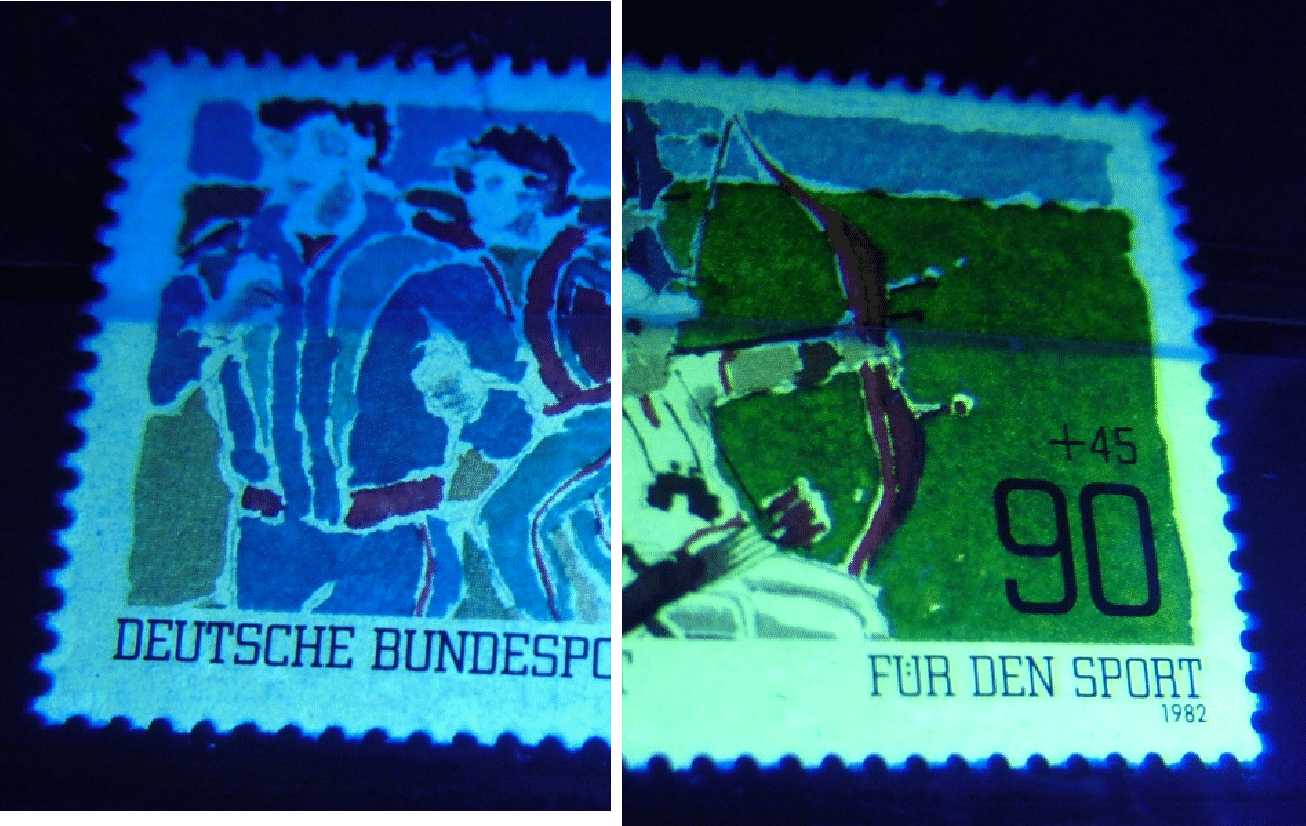 DEUTSCHE BUNDESPO
+45
90
FÜR DEN SPORT
1982